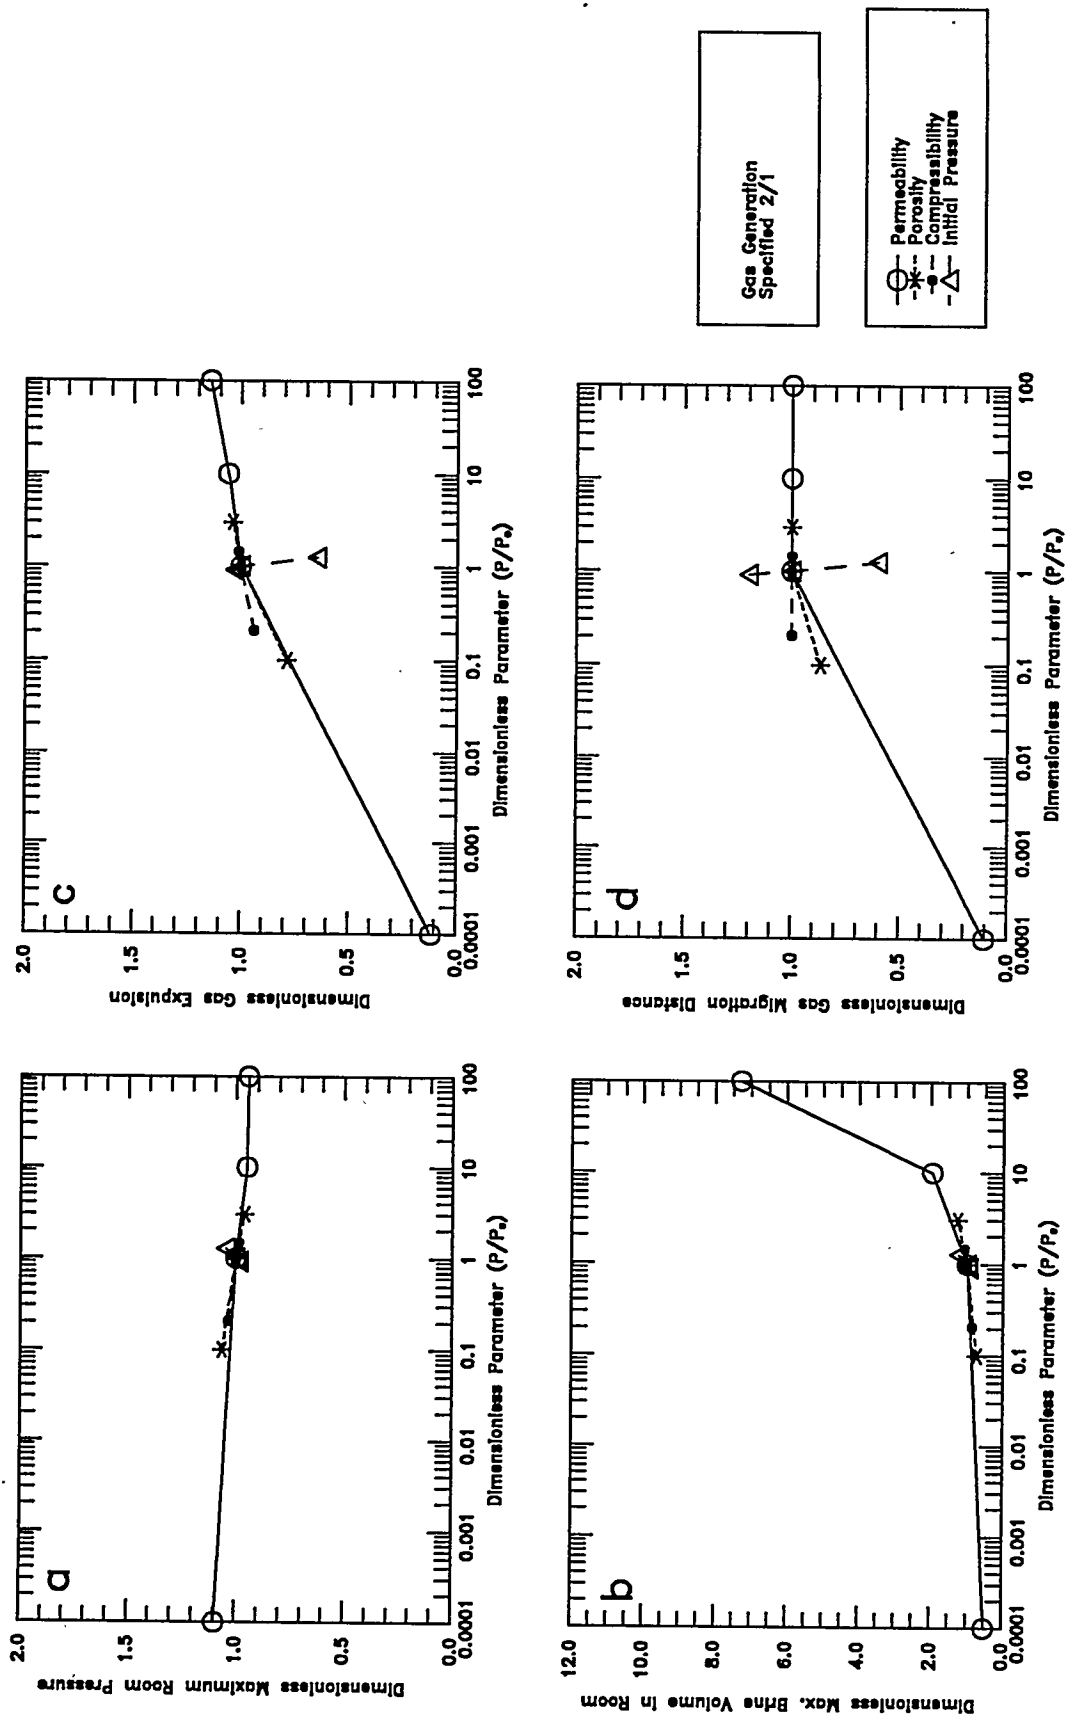 a
2.0
1.5
1.0
0.5
0.0
0.0001
0.001
0.01
0.1
1
10
100
Dimensionless Maximum Room Pressure
Dimensionless Parameter (P/Pₒ)
c
2.0
1.5
1.0
0.5
0.0
0.0001
0.001
0.01
0.1
1
10
100
Dimensionless Gas Expulsion
Dimensionless Parameter (P/Pₒ)
b
12.0
10.0
8.0
6.0
4.0
2.0
0.0
0.0001
0.001
0.01
0.1
1
10
100
Dimensionless Max. Brine Volume in Room
Dimensionless Parameter (P/Pₒ)
d
2.0
1.5
1.0
0.5
0.0
0.0001
0.001
0.01
0.1
1
10
100
Dimensionless Gas Migration Distance
Dimensionless Parameter (P/Pₒ)
Gas Generation
Specified 2/1
Permeability
Porosity
Compressibility
Initial Pressure